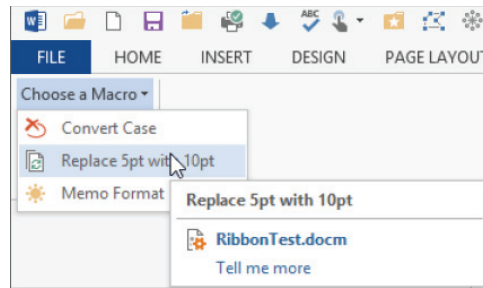 ABC
FILE HOME INSERT DESIGN PAGE LAYOUT
Choose a Macro
Convert Case
Replace 5pt with 10pt
Memo Format
Replace 5pt with 10pt
RibbonTest.docm
Tell me more